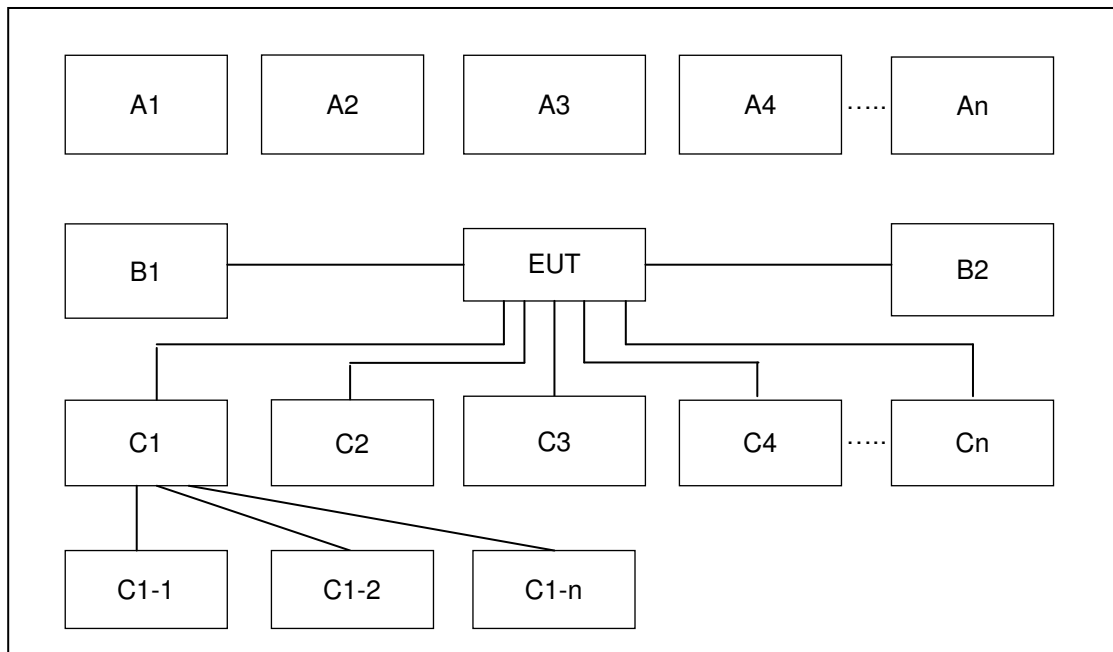 A1 A2 A3 A4 ..... An
B1 EUT B2
C1 C2 C3 C4 ..... Cn
C1-1 C1-2 C1-n